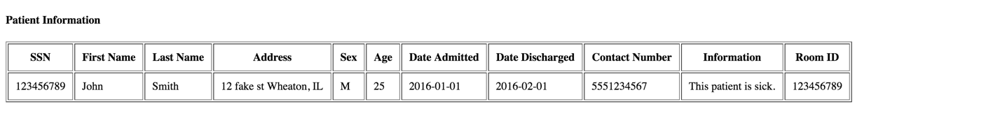 Patient Information
SSN First Name Last Name Address Sex Age Date Admitted Date Discharged Contact Number Information Room ID
123456789 John Smith 12 fake st Wheaton, IL M 25 2016-01-01 2016-02-01 5551234567 This patient is sick. 123456789